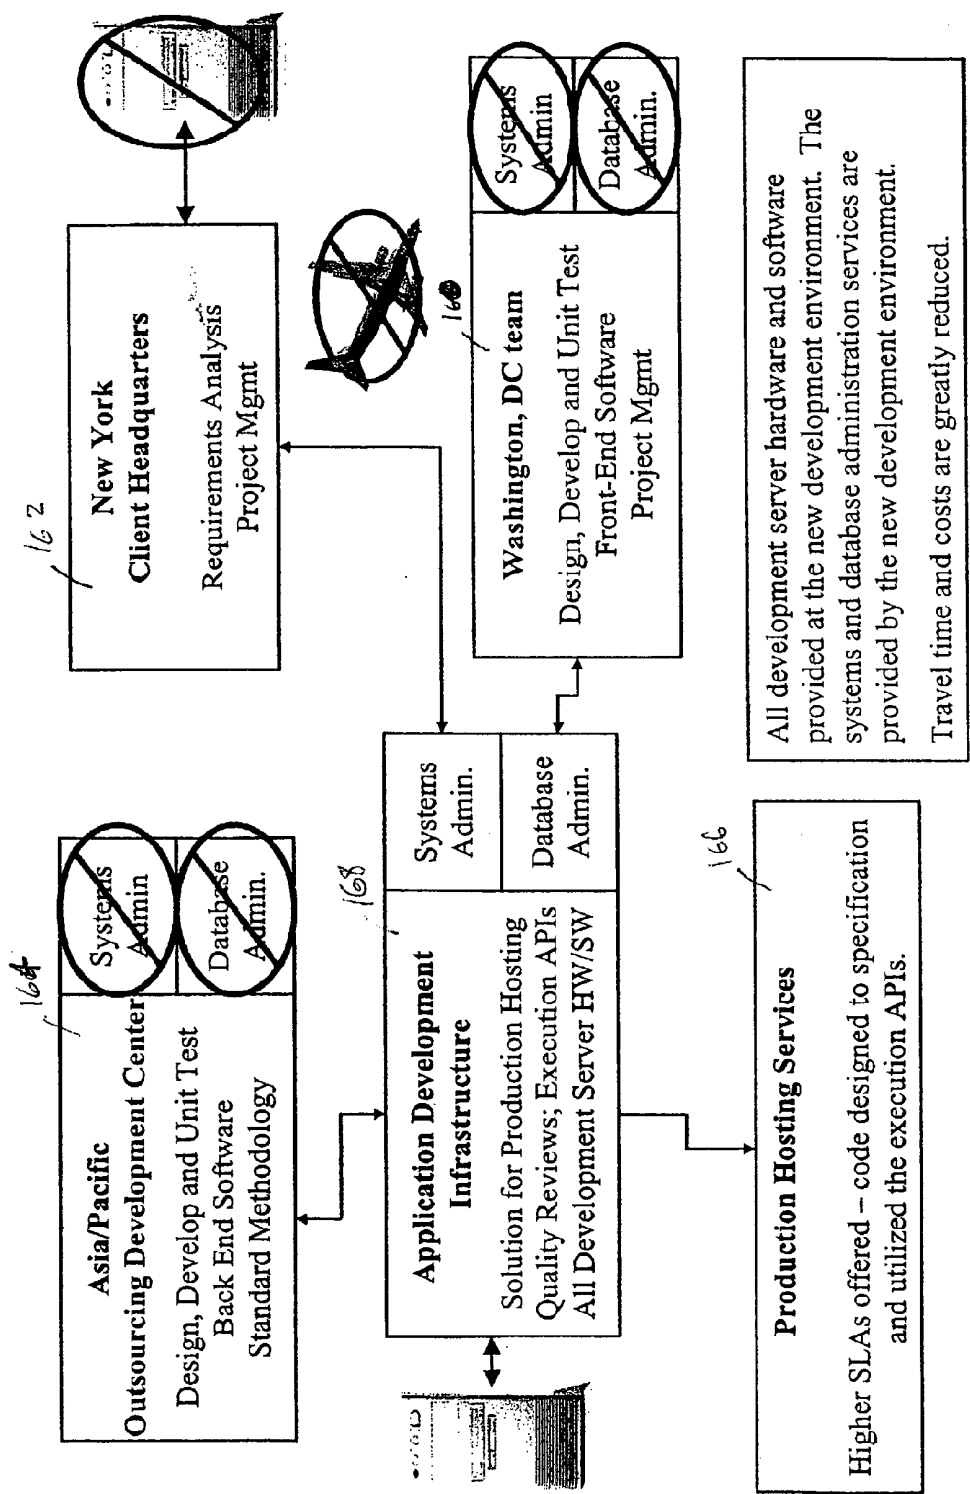 164
Asia/Pacific
Outsourcing Development Center
Design, Develop and Unit Test
Back End Software
Standard Methodology
Systems
Admin
Database
Admin.
162
New York
Client Headquarters
Requirements Analysis
Project Mgmt
168
Application Development
Infrastructure
Solution for Production Hosting
Quality Reviews; Execution APIs
All Development Server HW/SW
Systems
Admin.
Database
Admin.
160
Washington, DC team
Design, Develop and Unit Test
Front-End Software
Project Mgmt
Systems
Admin
Database
Admin.
166
Production Hosting Services
Higher SLAs offered – code designed to specification
and utilized the execution APIs.
All development server hardware and software
provided at the new development environment. The
systems and database administration services are
provided by the new development environment.
Travel time and costs are greatly reduced.